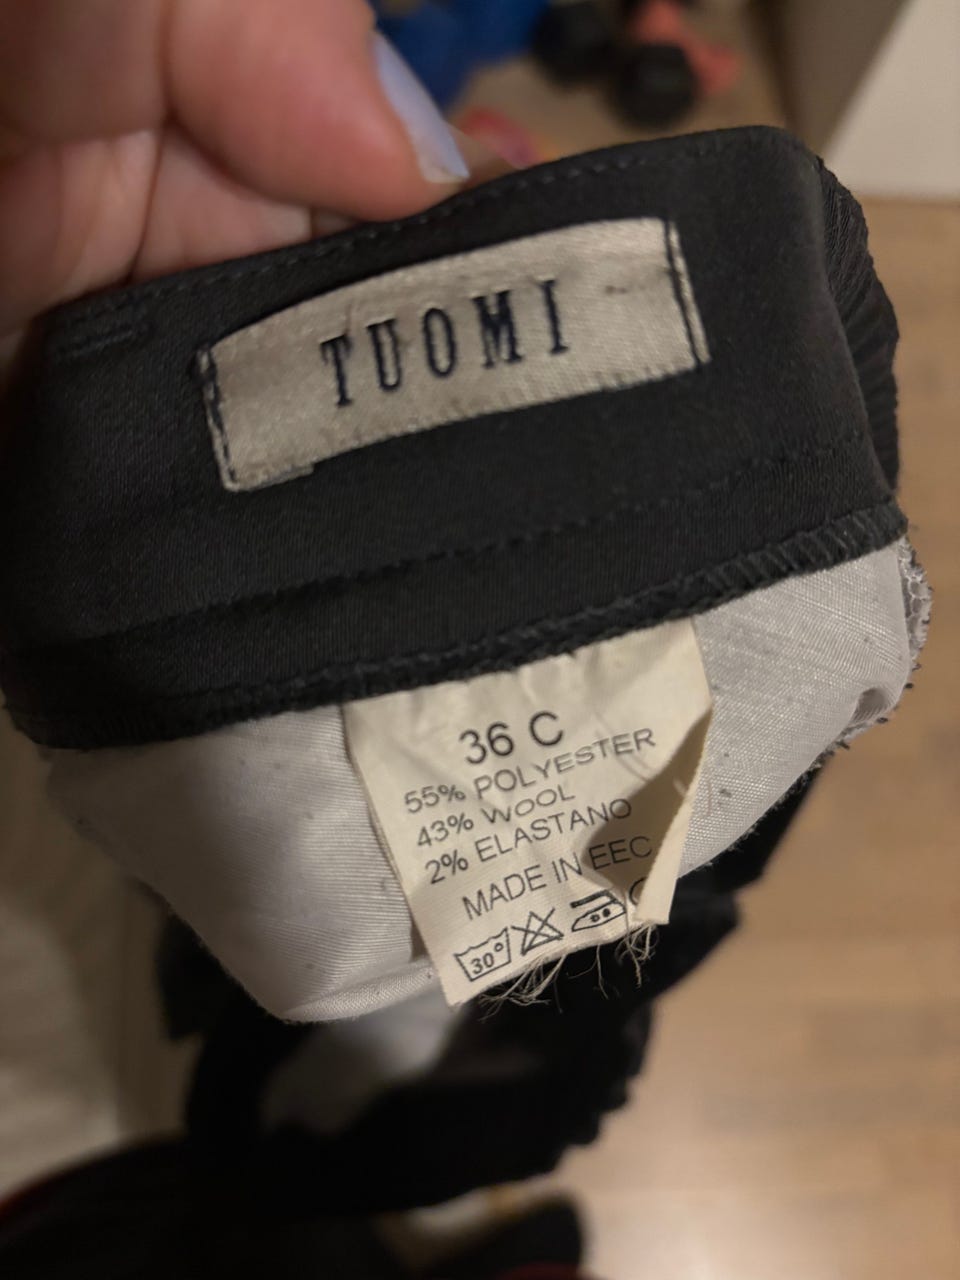 TUOMI
36 C
55% POLYESTER
43% WOOL
2% ELASTANO
MADE IN EEC
30°